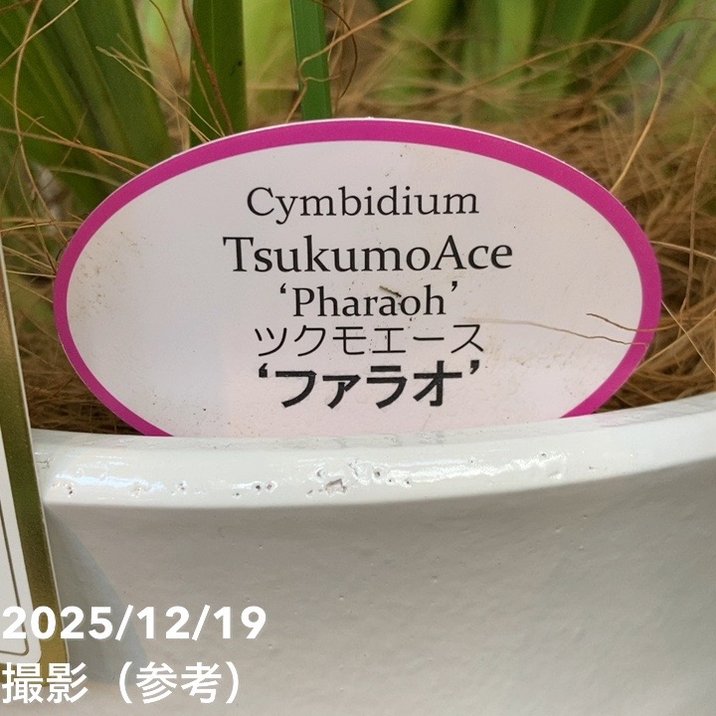 Cymbidium
TsukumoAce
‘Pharaoh’
ツクモエース
‘ファラオ’
2025/12/19
撮影（参考）